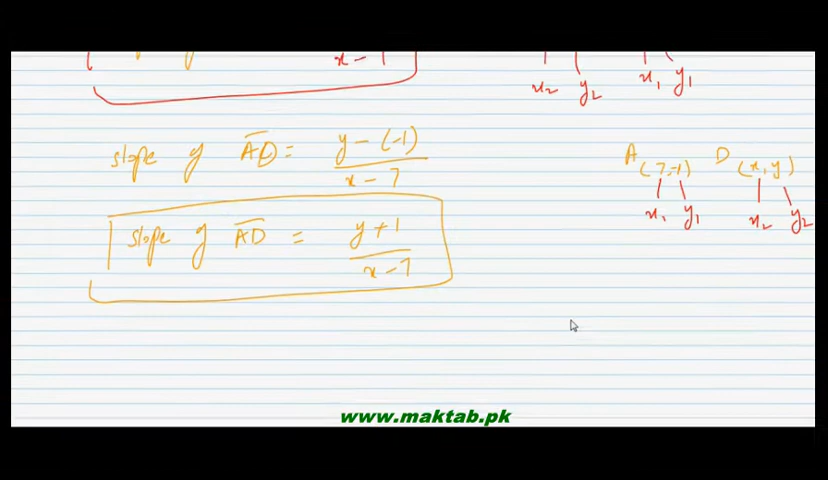 x - 1
x₂ y₂ x₁ y₁
slope of AD = y - (-1) / x - 7
A (7,-1) D (x, y)
x₁ y₁ x₂ y₂
slope of AD = y + 1 / x - 7
www.maktab.pk